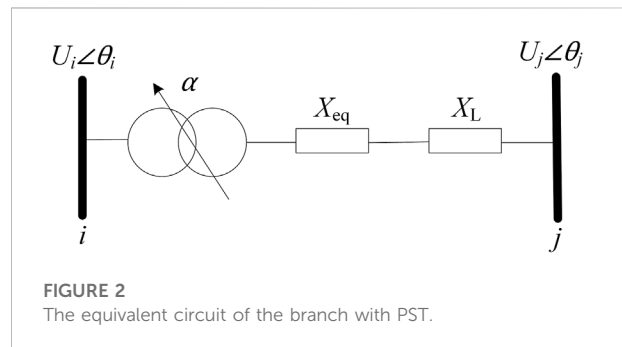 U_i∠θ_i
U_j∠θ_j
α
X_eq
X_L
i
j
FIGURE 2
The equivalent circuit of the branch with PST.